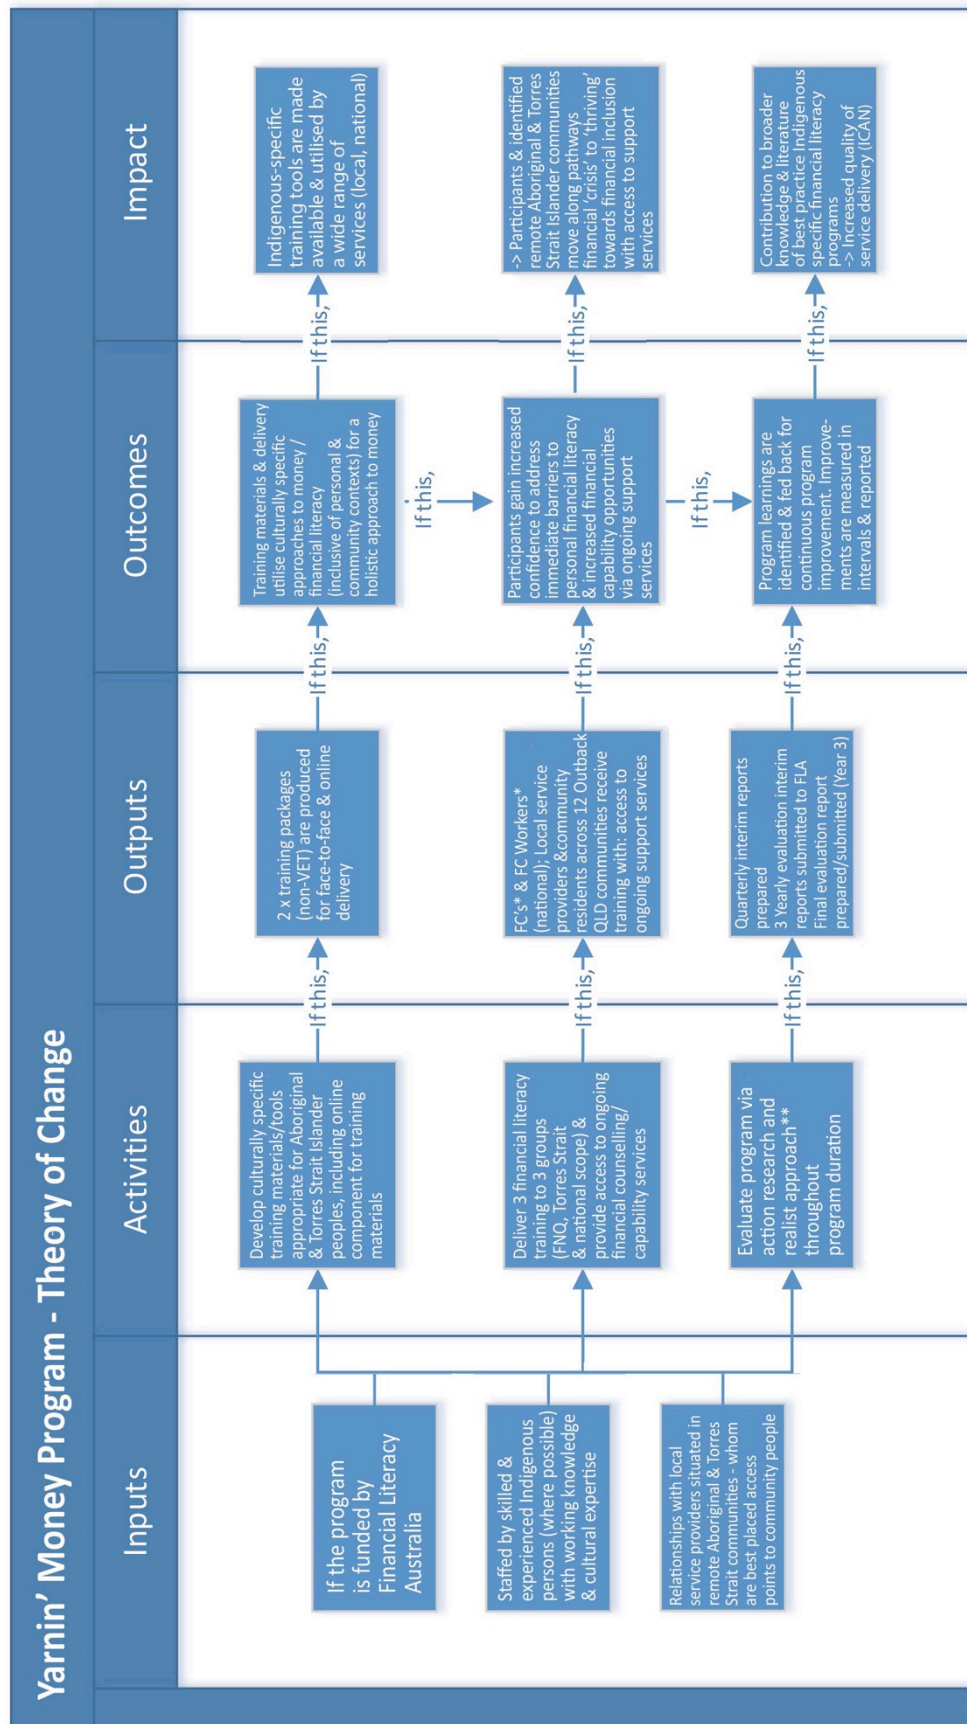 Yarnin’ Money Program - Theory of Change
Inputs
Activities
Outputs
Outcomes
Impact
If the program
is funded by
Financial Literacy
Australia
Staffed by skilled &
experienced Indigenous
persons (where possible)
with working knowledge
& cultural expertise
Relationships with local
service providers situated in
remote Aboriginal & Torres
Strait communities - whom
are best placed access
points to community people
Develop culturally specific
training materials/tools
appropriate for Aboriginal
& Torres Strait Islander
peoples, including online
component for training
materials
If this,
2 x training packages
(non-VET) are produced
for face-to-face & online
delivery
If this,
Training materials & delivery
utilise culturally specific
approaches to money /
financial literacy
(inclusive of personal &
community contexts) for a
holistic approach to money
If this,
Indigenous-specific
training tools are made
available & utilised by
a wide range of
services (local, national)
If this,
Deliver 3 financial literacy
training to 3 groups
(FNQ, Torres Strait
& national scope) &
provide access to ongoing
financial counselling/
capability services
If this,
FC’s* & FC Workers*
(national); Local service
providers &community
residents across 12 Outback
QLD communities receive
training with: access to
ongoing support services
If this,
Participants gain increased
confidence to address
immediate barriers to
personal financial literacy
& increased financial
capability opportunities
via ongoing support
services
If this,
-> Participants & identified
remote Aboriginal & Torres
Strait Islander communities
move along pathways
financial ‘crisis’ to ‘thriving’
towards financial inclusion
with access to support
services
If this,
Evaluate program via
action research and
realist approach**
throughout
program duration
If this,
Quarterly interim reports
prepared
3 Yearly evaluation interim
reports submitted to FLA
Final evaluation report
prepared/submitted (Year 3)
If this,
Program learnings are
identified & fed back for
continuous program
improvement. Improve-
ments are measured in
intervals & reported
If this,
Contribution to broader
knowledge & literature
of best practice Indigenous
specific financial literacy
programs
-> Increased quality of
service delivery (ICAN)